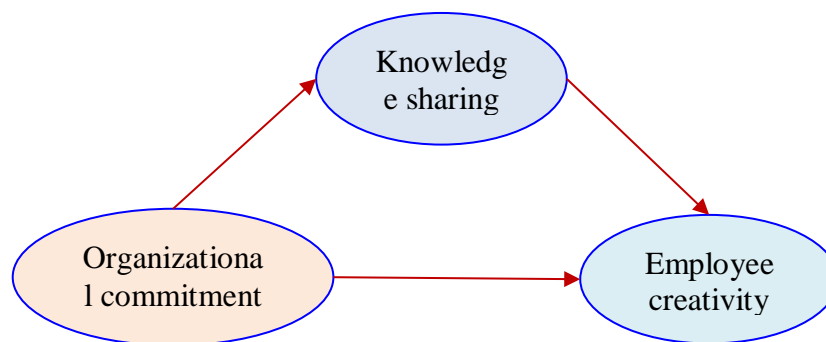 Knowledg
e sharing
Organizationa
l commitment
Employee
creativity